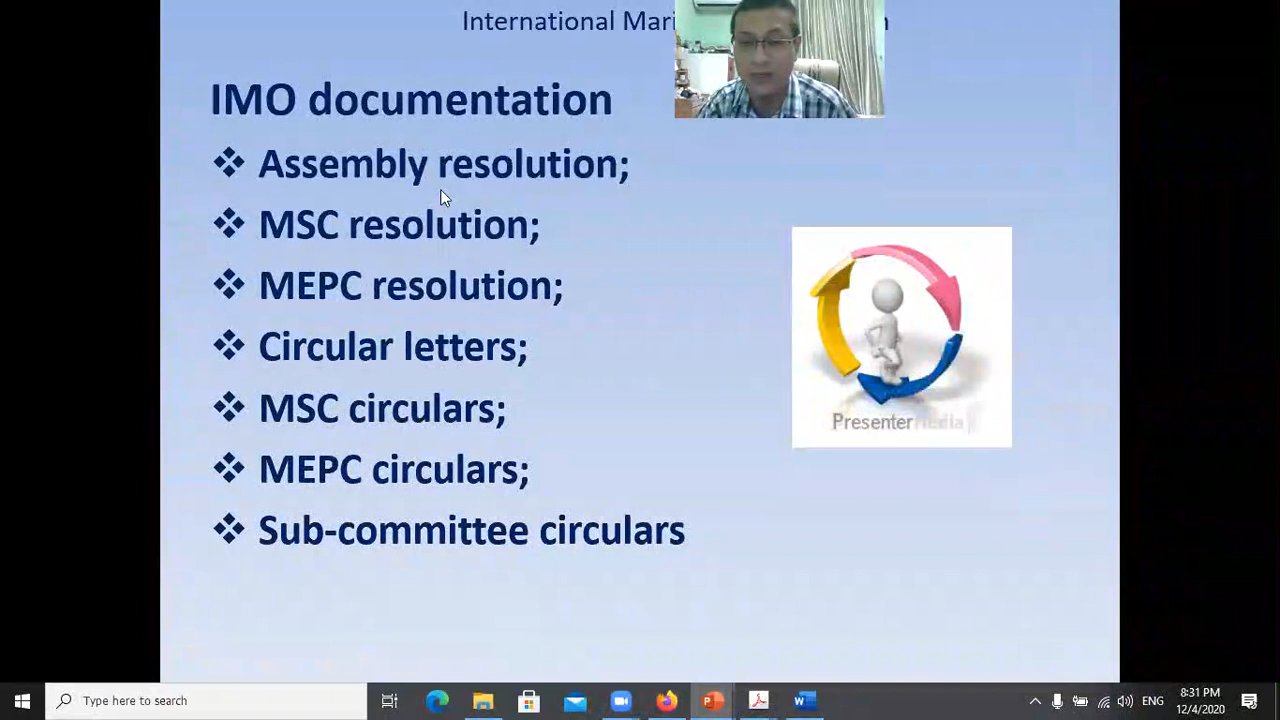 International Mari
IMO documentation
❖ Assembly resolution;
❖ MSC resolution;
❖ MEPC resolution;
❖ Circular letters;
❖ MSC circulars;
❖ MEPC circulars;
❖ Sub-committee circulars
PresenterMedia
Type here to search
ENG
8:31 PM
12/4/2020